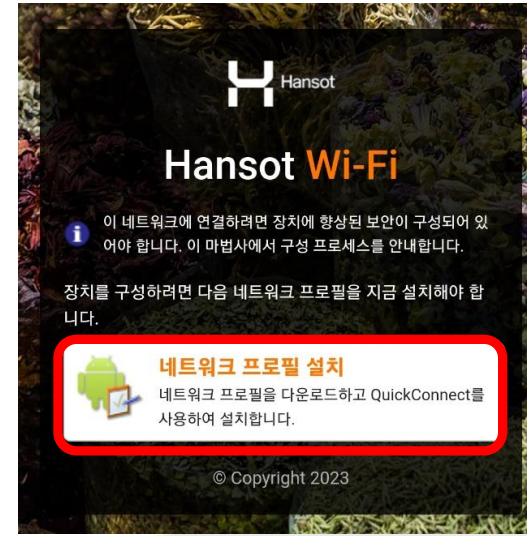 Hansot
Hansot Wi-Fi
이 네트워크에 연결하려면 장치에 향상된 보안이 구성되어 있
어야 합니다. 이 마법사에서 구성 프로세스를 안내합니다.
장치를 구성하려면 다음 네트워크 프로필을 지금 설치해야 합
니다.
네트워크 프로필 설치
네트워크 프로필을 다운로드하고 QuickConnect를
사용하여 설치합니다.
© Copyright 2023